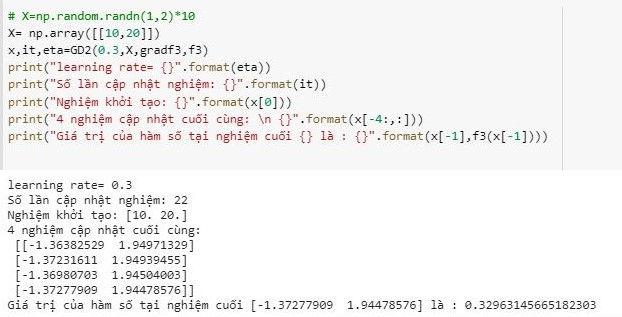 # X=np.random.randn(1,2)*10
X= np.array([[10,20]])
x,it,eta=GD2(0.3,X,gradf3,f3)
print("learning rate= {}".format(eta))
print("Số lần cập nhật nghiệm: {}".format(it))
print("Nghiệm khởi tạo: {}".format(x[0]))
print("4 nghiệm cập nhật cuối cùng: \n {}".format(x[-4:,:]))
print("Giá trị của hàm số tại nghiệm cuối {} là : {}".format(x[-1],f3(x[-1])))
learning rate= 0.3
Số lần cập nhật nghiệm: 22
Nghiệm khởi tạo: [10. 20.]
4 nghiệm cập nhật cuối cùng:
[[-1.36382529  1.94971329]
[-1.37231611  1.94939455]
[-1.36980703  1.94504003]
[-1.37277909  1.94478576]]
Giá trị của hàm số tại nghiệm cuối [-1.37277909  1.94478576] là : 0.32963145665182303